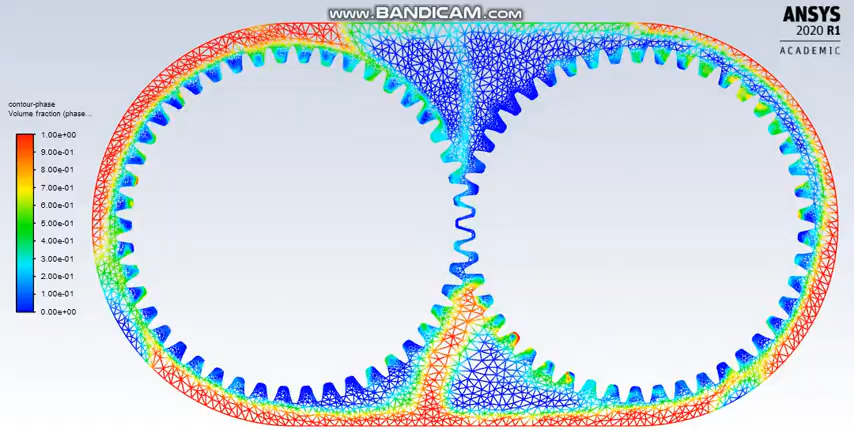 WWW.BANDICAM.COM
ANSYS
2020 R1
ACADEMIC
contour-phase
Volume fraction (phase...
1.00e+00
9.00e-01
8.00e-01
7.00e-01
6.00e-01
5.00e-01
4.00e-01
3.00e-01
2.00e-01
1.00e-01
0.00e+00